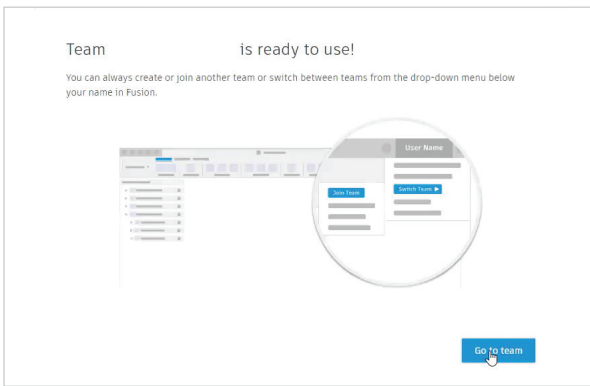 Team is ready to use!
You can always create or join another team or switch between teams from the drop-down menu below
your name in Fusion.
User Name
Join Team
Switch Team
Go to team